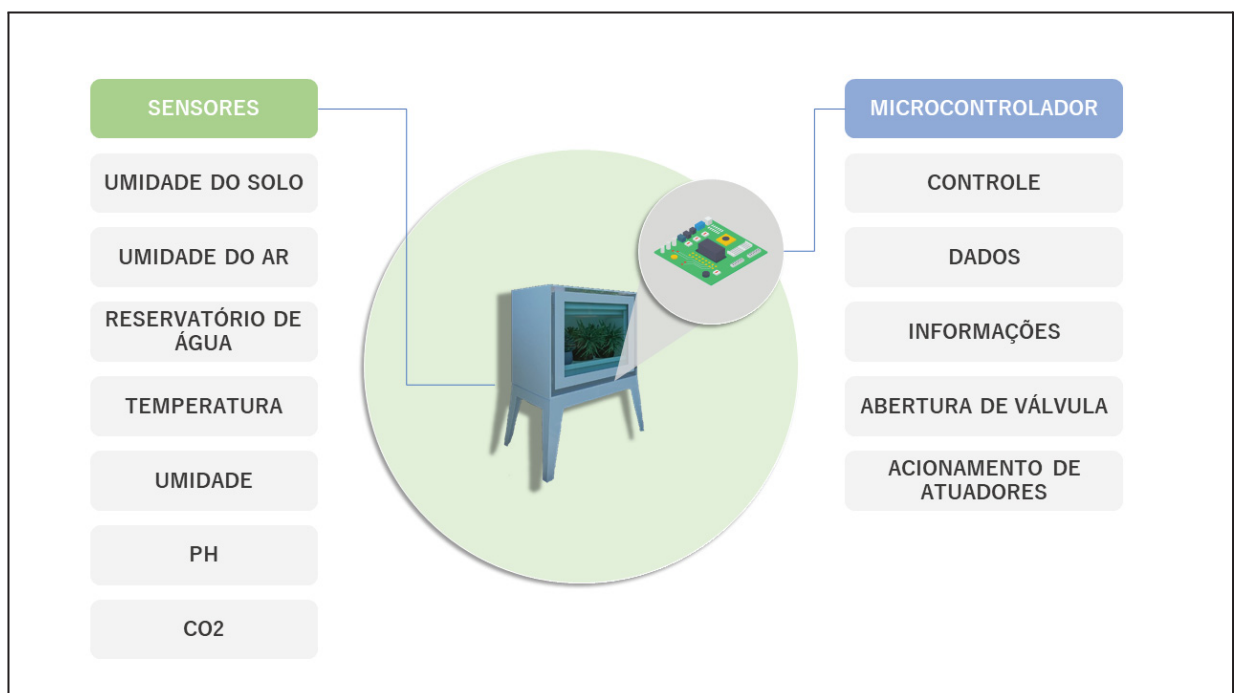 SENSORES
UMIDADE DO SOLO
UMIDADE DO AR
RESERVATÓRIO DE
ÁGUA
TEMPERATURA
UMIDADE
PH
CO2
MICROCONTROLADOR
CONTROLE
DADOS
INFORMAÇÕES
ABERTURA DE VÁLVULA
ACIONAMENTO DE
ATUADORES